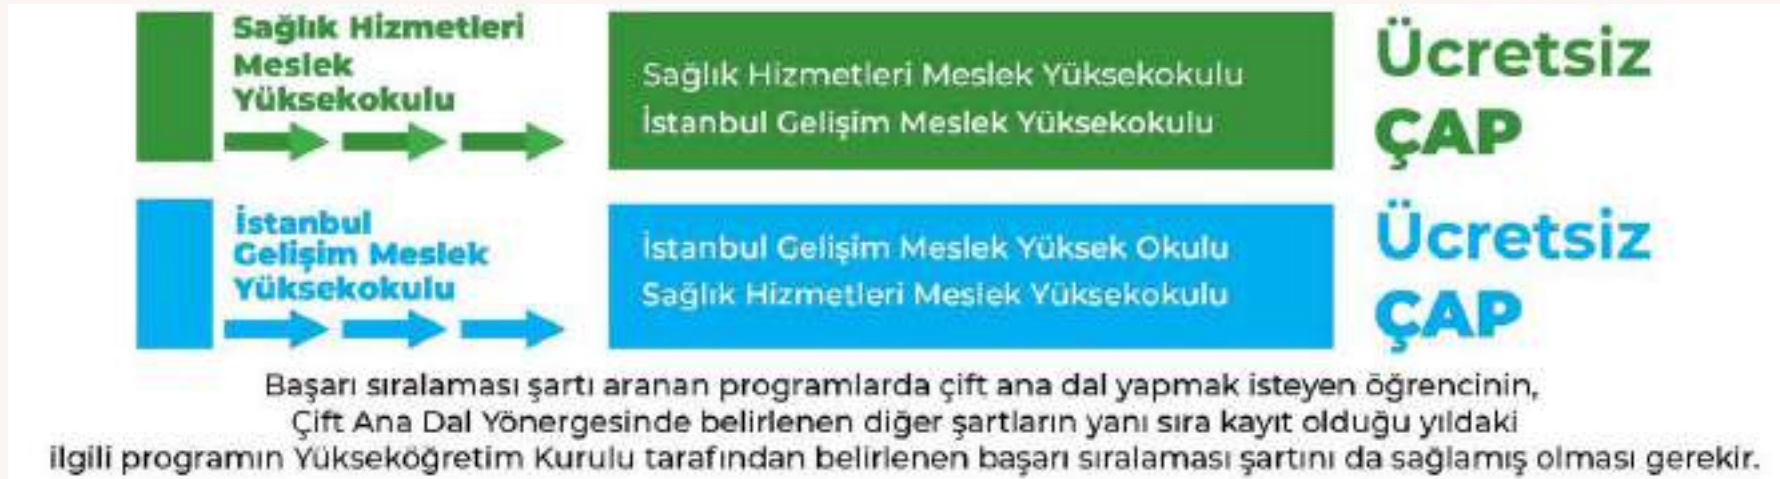 Sağlık Hizmetleri
Meslek
Yüksekokulu
Sağlık Hizmetleri Meslek Yüksekokulu
İstanbul Gelişim Meslek Yüksekokulu
Ücretsiz
ÇAP
İstanbul
Gelişim Meslek
Yüksekokulu
İstanbul Gelişim Meslek Yüksek Okulu
Sağlık Hizmetleri Meslek Yüksekokulu
Ücretsiz
ÇAP
Başarı sıralaması şartı aranan programlarda çift ana dal yapmak isteyen öğrencinin,
Çift Ana Dal Yönergesinde belirlenen diğer şartların yanı sıra kayıt olduğu yıldaki
ilgili programın Yükseköğretim Kurulu tarafından belirlenen başarı sıralaması şartını da sağlamış olması gerekir.